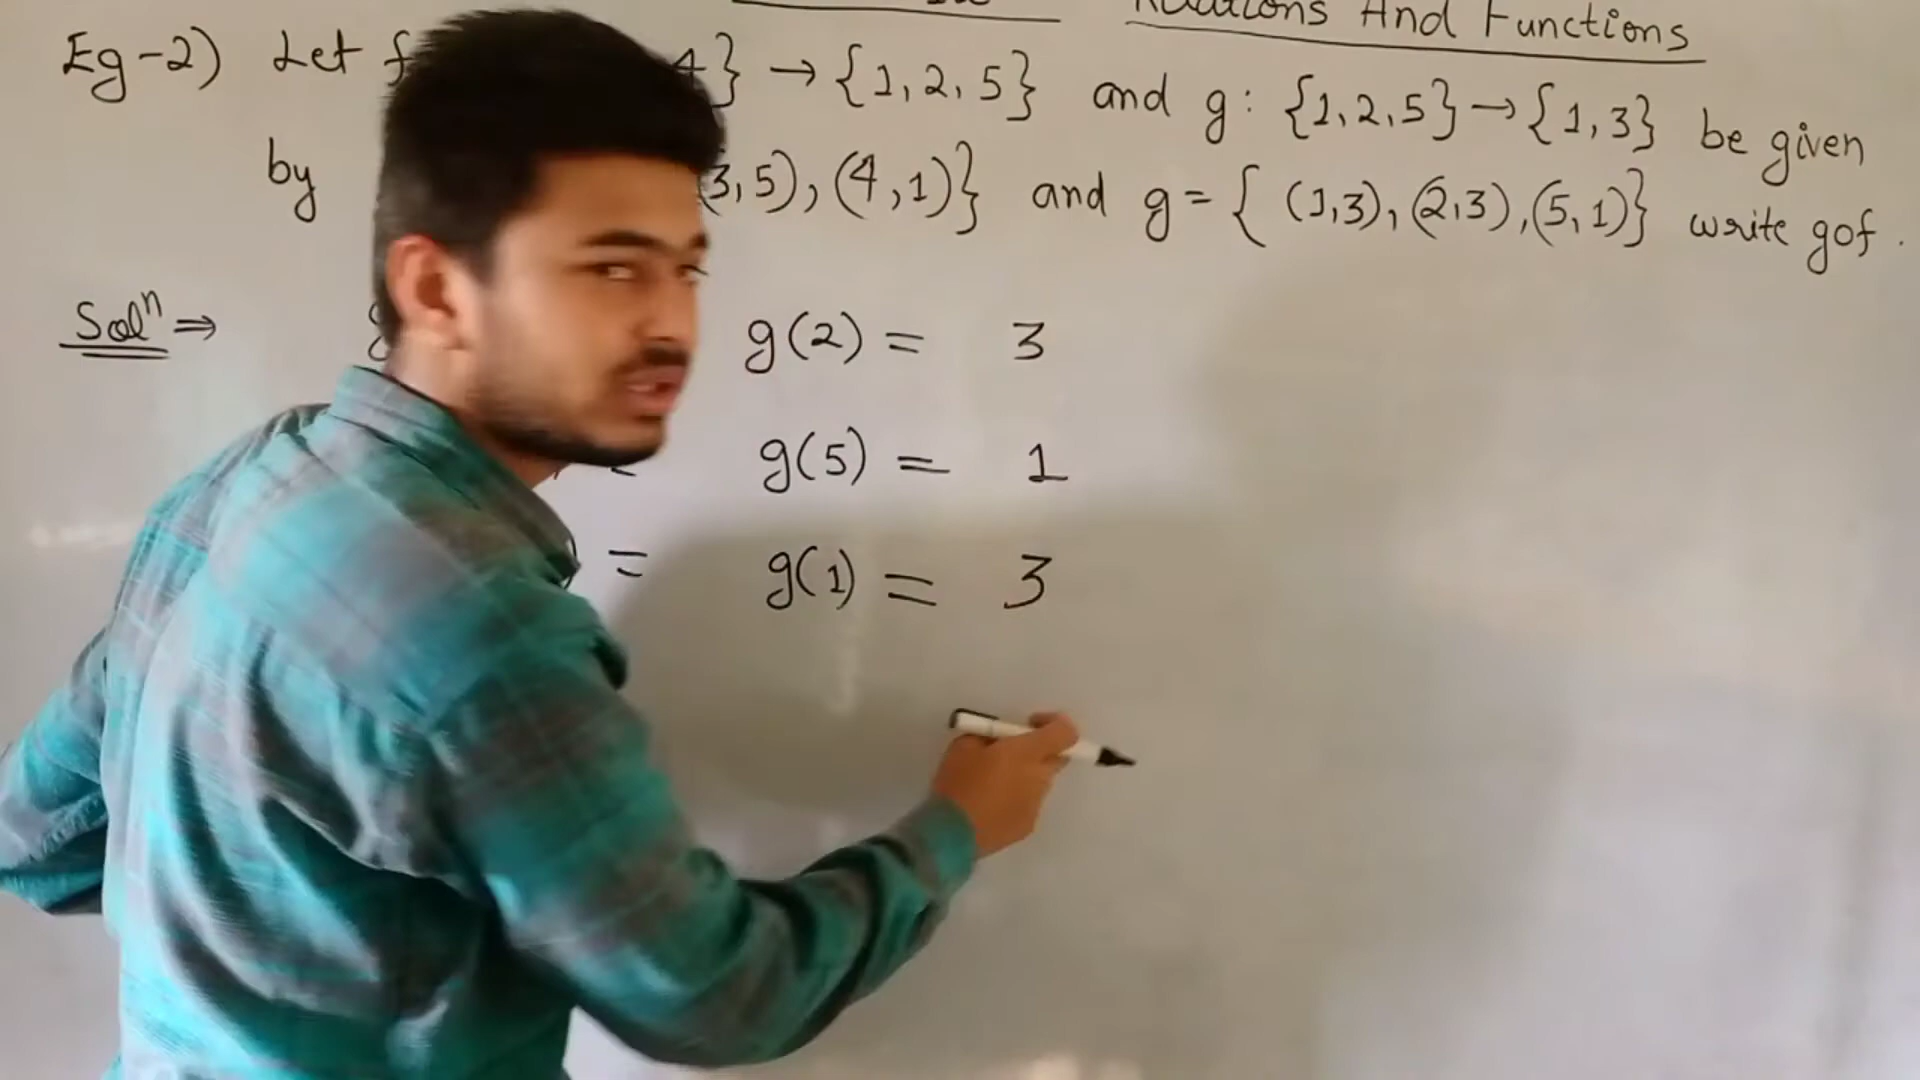 Relations And Functions
Eg-2) Let f 4} → {1, 2, 5} and g : {1, 2, 5} → {1, 3} be given
by 3, 5), (4, 1)} and g = { (1, 3), (2, 3), (5, 1)} write gof.
Solⁿ ⇒ g(2) = 3
= g(5) = 1
) = g(1) = 3